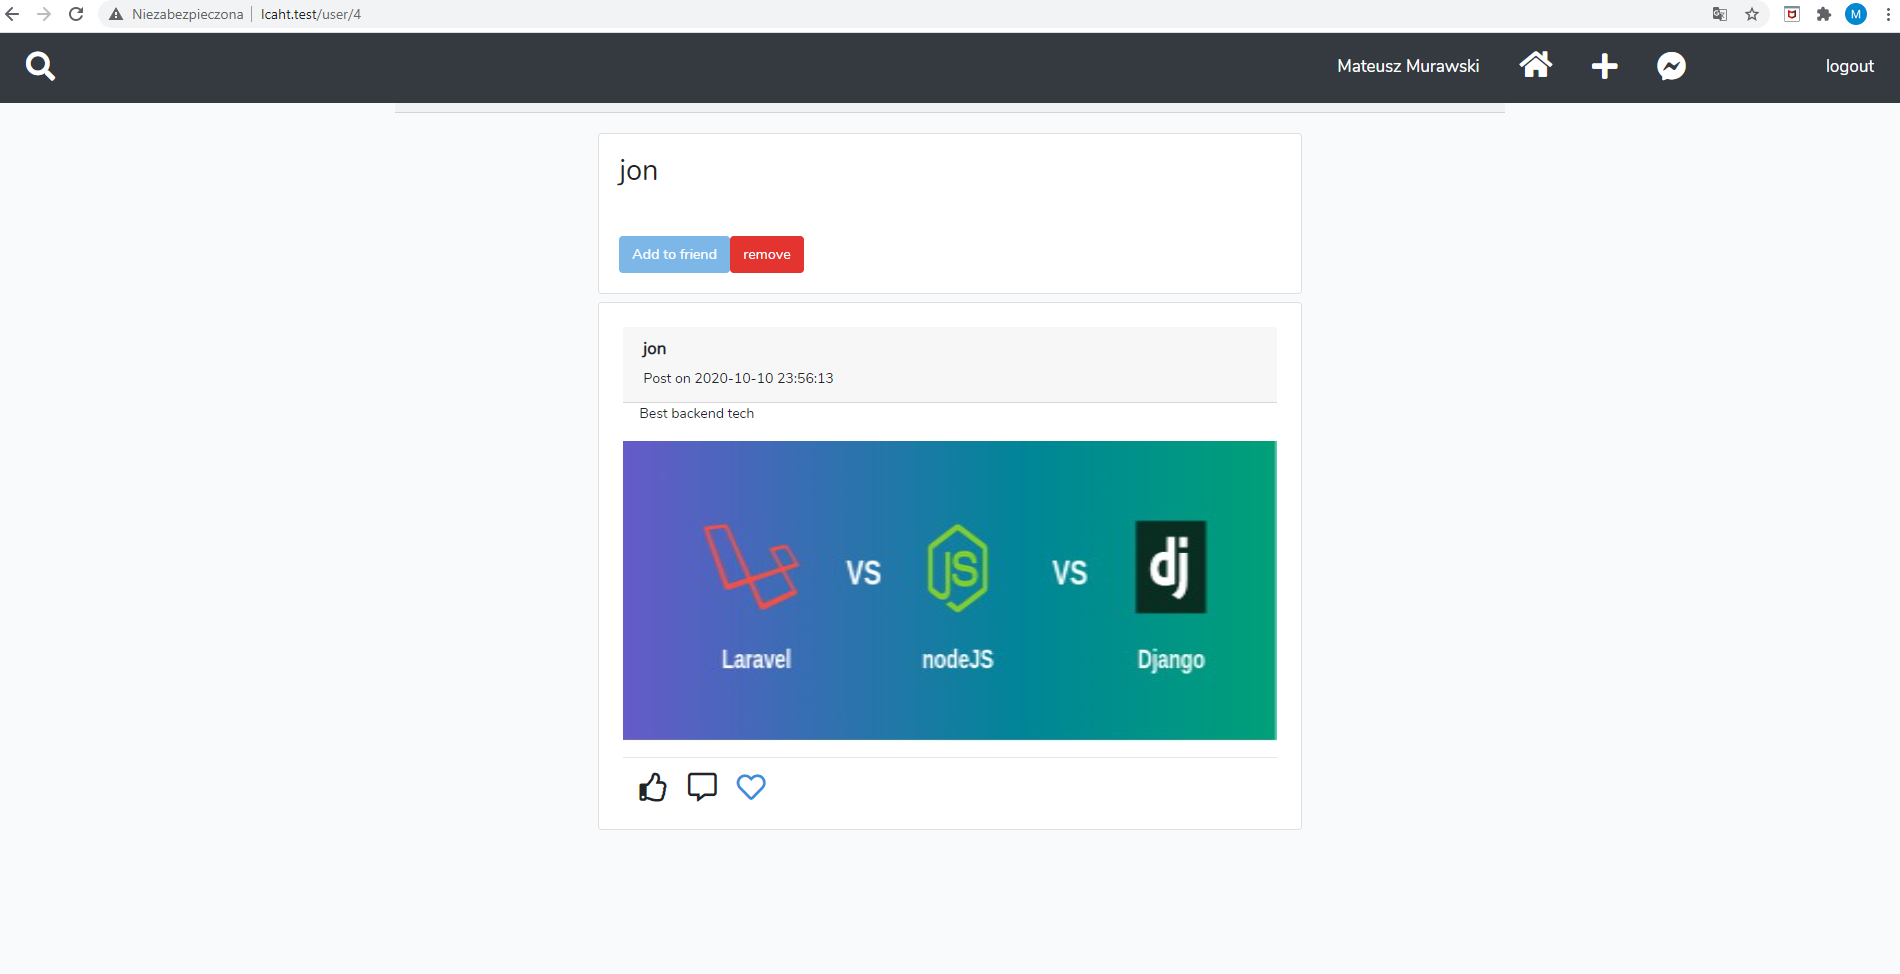 Niezabezpieczona lcaht.test/user/4
M
Mateusz Murawski
logout
jon
Add to friend remove
jon
Post on 2020-10-10 23:56:13
Best backend tech
VS JS VS dj
Laravel nodeJS Django